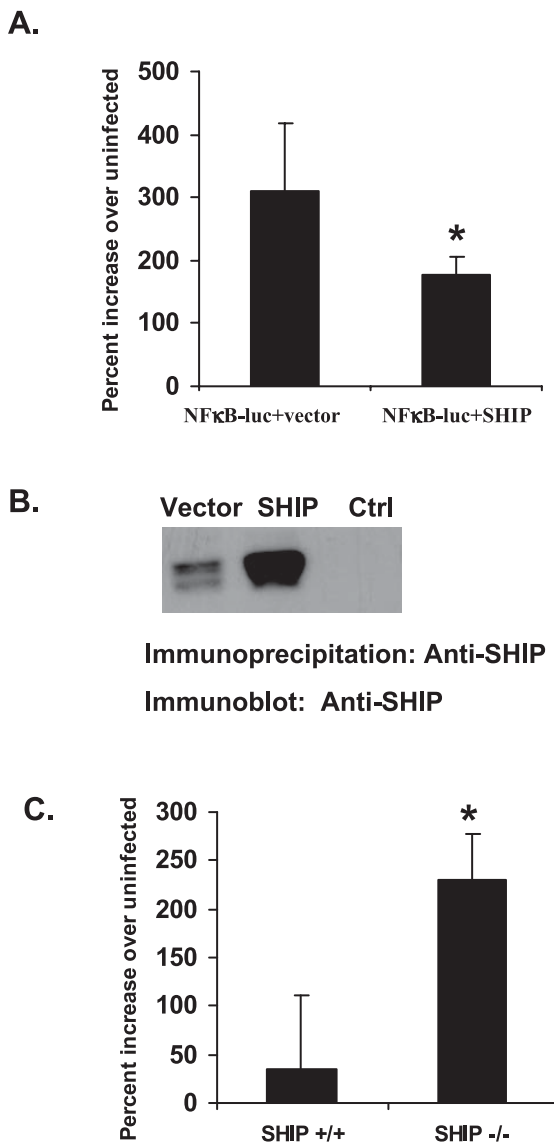 A.
Percent increase over uninfected
500
400
300
200
100
0
*
NFκB-luc+vector NFκB-luc+SHIP
B.
Vector SHIP Ctrl
Immunoprecipitation: Anti-SHIP
Immunoblot: Anti-SHIP
C.
Percent increase over uninfected
300
250
200
150
100
50
0
*
SHIP +/+ SHIP -/-